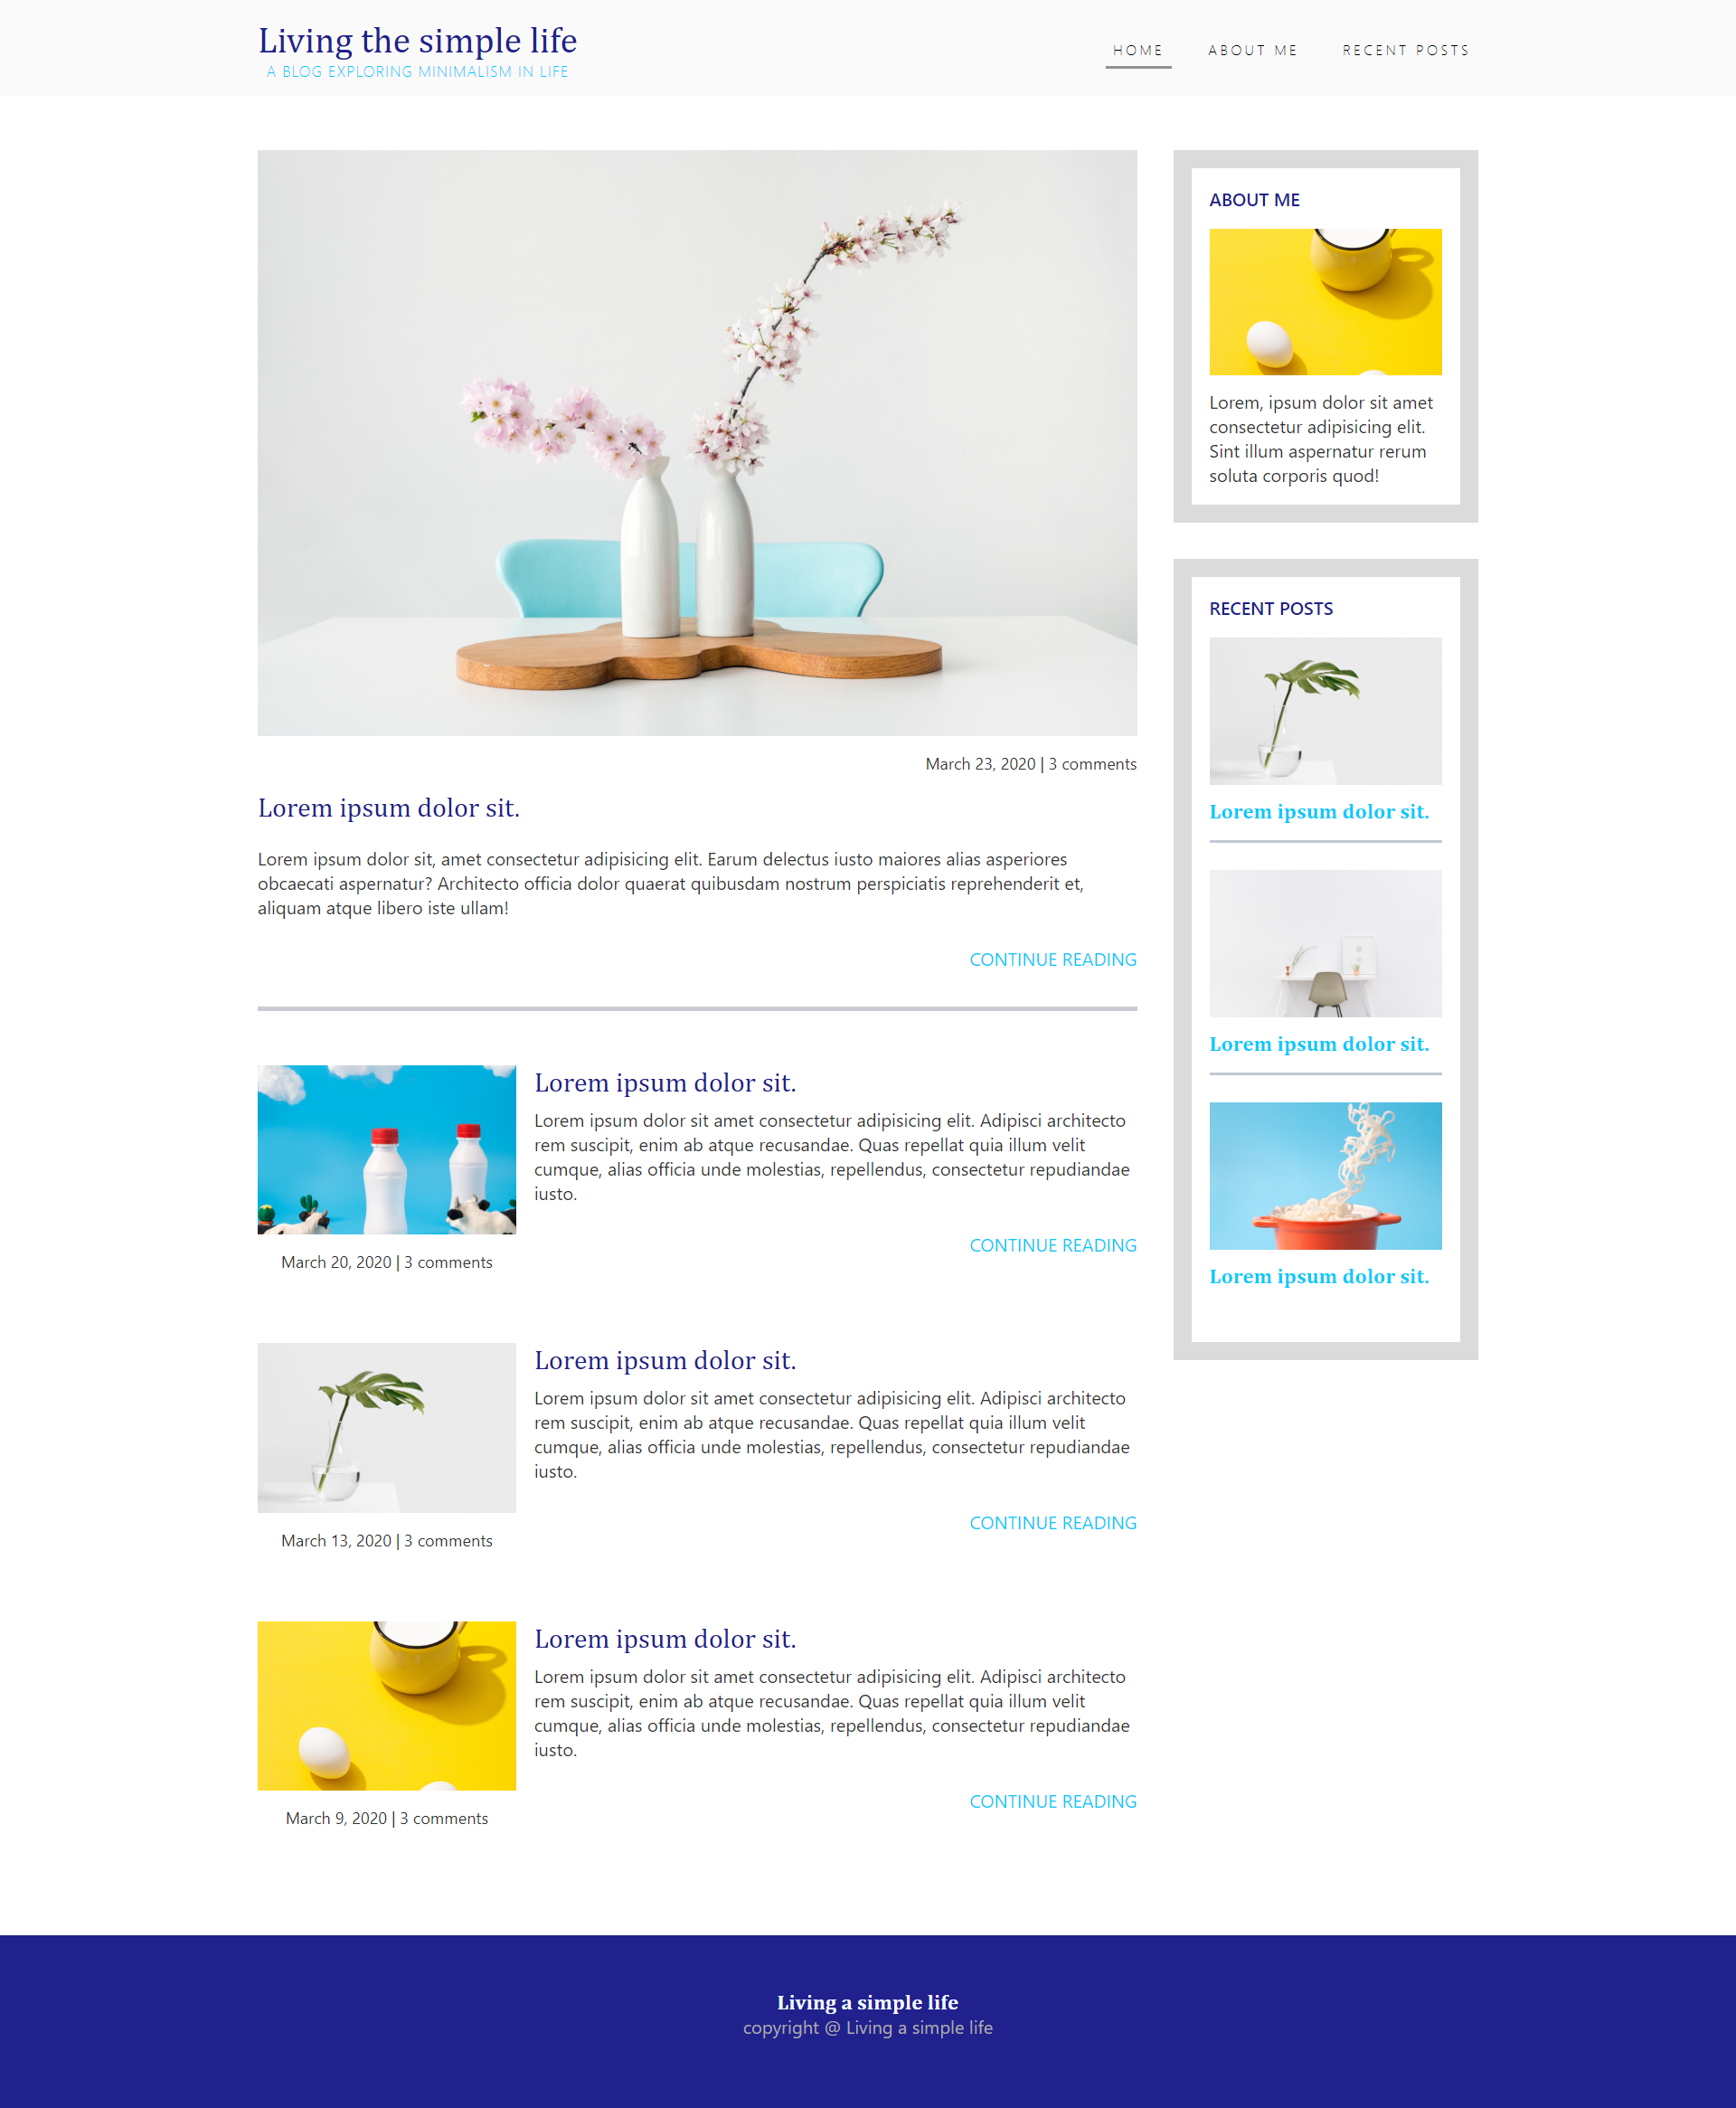 Living the simple life
A BLOG EXPLORING MINIMALISM IN LIFE
HOME
ABOUT ME
RECENT POSTS
March 23, 2020 | 3 comments
Lorem ipsum dolor sit.
Lorem ipsum dolor sit, amet consectetur adipisicing elit. Earum delectus iusto maiores alias asperiores
obcaecati aspernatur? Architecto officia dolor quaerat quibusdam nostrum perspiciatis reprehenderit et,
aliquam atque libero iste ullam!
CONTINUE READING
Lorem ipsum dolor sit.
Lorem ipsum dolor sit amet consectetur adipisicing elit. Adipisci architecto
rem suscipit, enim ab atque recusandae. Quas repellat quia illum velit
cumque, alias officia unde molestias, repellendus, consectetur repudiandae
iusto.
CONTINUE READING
March 20, 2020 | 3 comments
Lorem ipsum dolor sit.
Lorem ipsum dolor sit amet consectetur adipisicing elit. Adipisci architecto
rem suscipit, enim ab atque recusandae. Quas repellat quia illum velit
cumque, alias officia unde molestias, repellendus, consectetur repudiandae
iusto.
CONTINUE READING
March 13, 2020 | 3 comments
Lorem ipsum dolor sit.
Lorem ipsum dolor sit amet consectetur adipisicing elit. Adipisci architecto
rem suscipit, enim ab atque recusandae. Quas repellat quia illum velit
cumque, alias officia unde molestias, repellendus, consectetur repudiandae
iusto.
CONTINUE READING
March 9, 2020 | 3 comments
ABOUT ME
Lorem, ipsum dolor sit amet
consectetur adipisicing elit.
Sint illum aspernatur rerum
soluta corporis quod!
RECENT POSTS
Lorem ipsum dolor sit.
Lorem ipsum dolor sit.
Lorem ipsum dolor sit.
Living a simple life
copyright @ Living a simple life